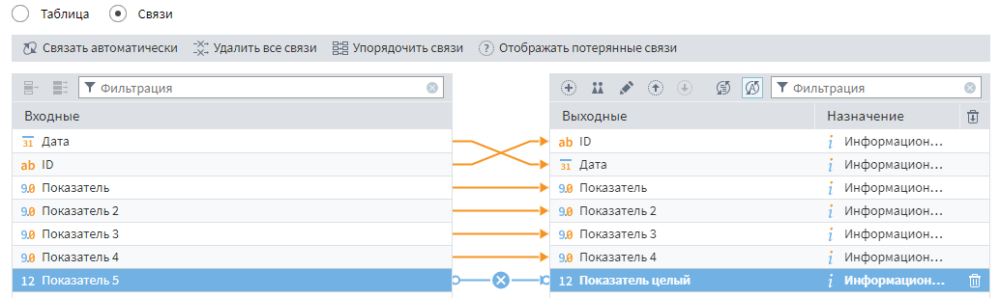 Таблица Связи
Связать автоматически Удалить все связи Упорядочить связи Отображать потерянные связи
Фильтрация Фильтрация
Входные Выходные Назначение
31 Дата ab ID i Информацион...
ab ID 31 Дата i Информацион...
9.0 Показатель 9.0 Показатель i Информацион...
9.0 Показатель 2 9.0 Показатель 2 i Информацион...
9.0 Показатель 3 9.0 Показатель 3 i Информацион...
9.0 Показатель 4 9.0 Показатель 4 i Информацион...
12 Показатель 5 12 Показатель целый i Информацион...